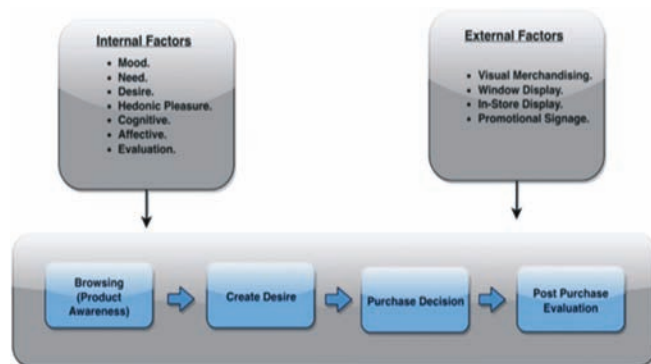 Internal Factors
• Mood.
• Need.
• Desire.
• Hedonic Pleasure.
• Cognitive.
• Affective.
• Evaluation.
External Factors
• Visual Merchandising.
• Window Display.
• In-Store Display.
• Promotional Signage.
Browsing
(Product
Awareness)
Create Desire
Purchase Decision
Post Purchase
Evaluation